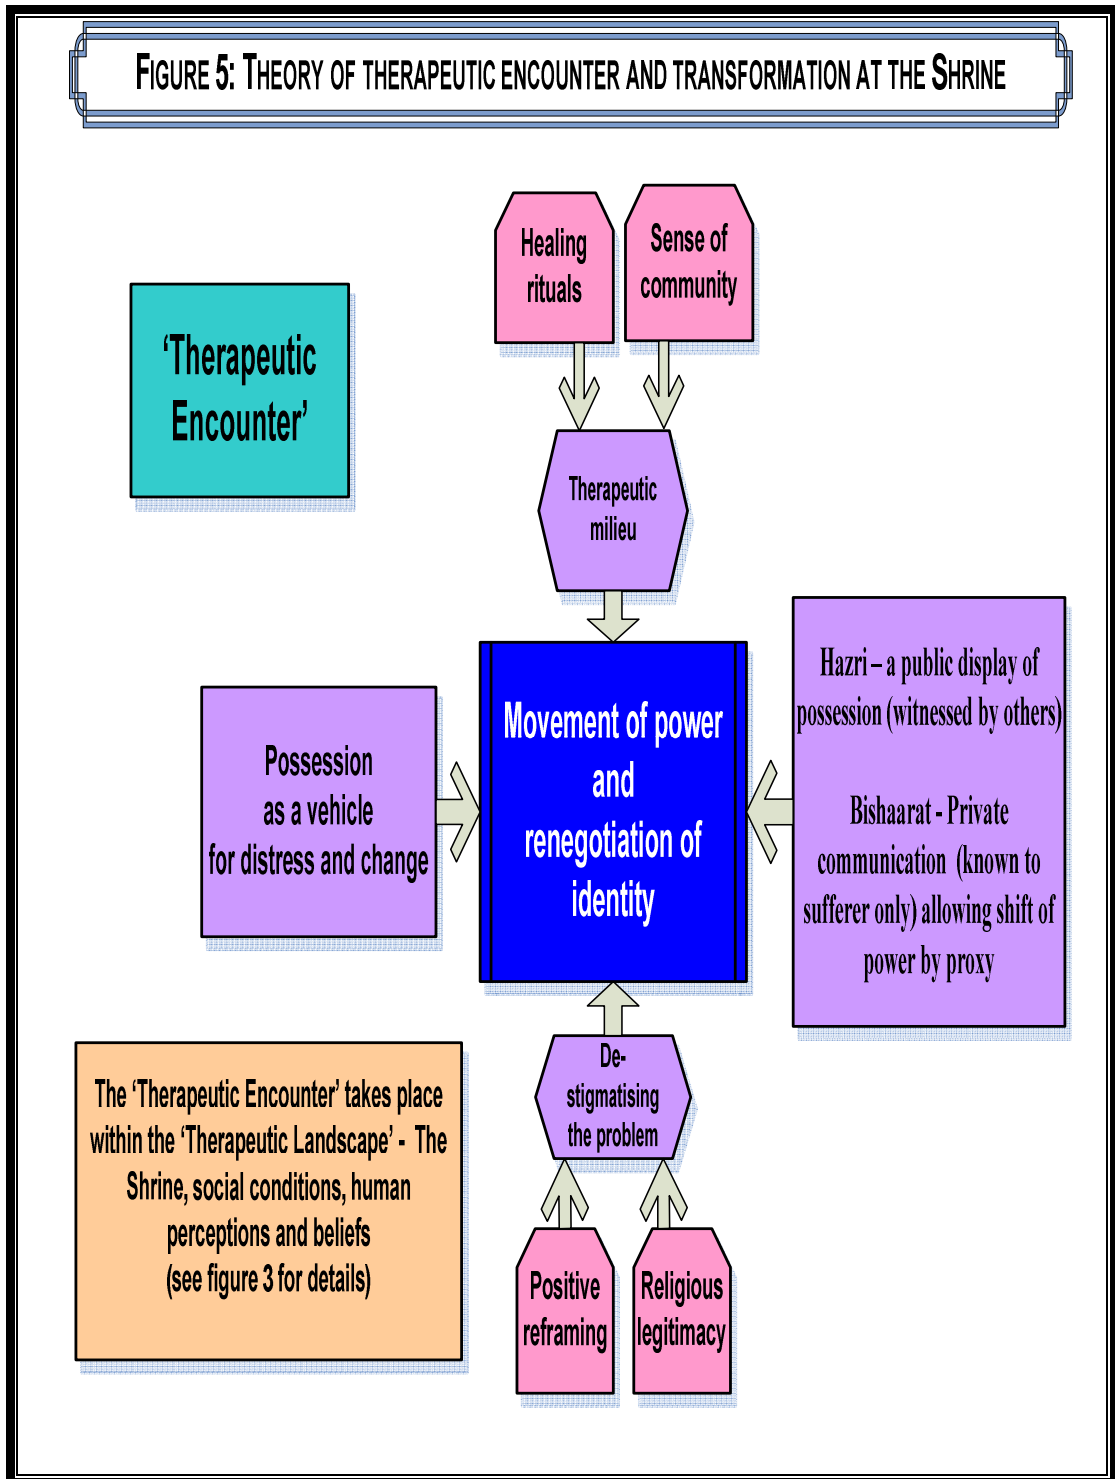 FIGURE 5: THEORY OF THERAPEUTIC ENCOUNTER AND TRANSFORMATION AT THE SHRINE
Healing
rituals
Sense of
community
‘Therapeutic
Encounter’
Therapeutic
milieu
Hazri – a public display of
possession (witnessed by others)
Bishaarat - Private
communication (known to
sufferer only) allowing shift of
power by proxy
Movement of power
and
renegotiation of
identity
Possession
as a vehicle
for distress and change
De-
stigmatising
the problem
The ‘Therapeutic Encounter’ takes place
within the ‘Therapeutic Landscape’ - The
Shrine, social conditions, human
perceptions and beliefs
(see figure 3 for details)
Positive
reframing
Religious
legitimacy